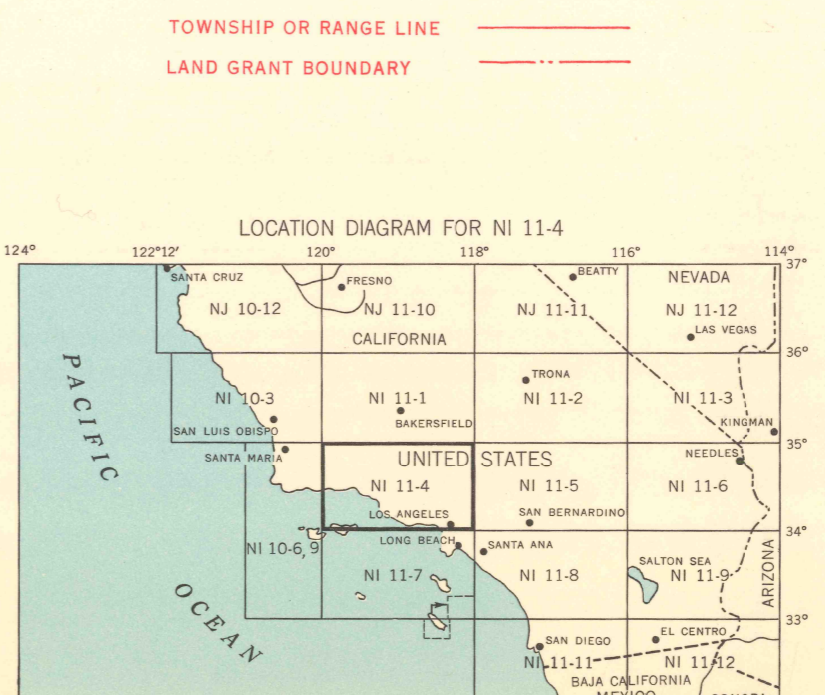 TOWNSHIP OR RANGE LINE
LAND GRANT BOUNDARY
LOCATION DIAGRAM FOR NI 11-4
124° 122°12' 120° 118° 116° 114°
37°
SANTA CRUZ
FRESNO
BEATTY
NEVADA
NJ 10-12
NJ 11-10
NJ 11-11
NJ 11-12
LAS VEGAS
CALIFORNIA
36°
PACIFIC
TRONA
NI 10-3
NI 11-1
NI 11-2
NI 11-3
BAKERSFIELD
KINGMAN
SAN LUIS OBISPO
35°
SANTA MARIA
UNITED STATES
NEEDLES
NI 11-4
NI 11-5
NI 11-6
LOS ANGELES
SAN BERNARDINO
34°
LONG BEACH
SANTA ANA
NI 10-6, 9
NI 11-7
NI 11-8
SALTON SEA
NI 11-9
ARIZONA
OCEAN
33°
SAN DIEGO
EL CENTRO
NI 11-11
NI 11-12
BAJA CALIFORNIA
MEXICO
SONORA